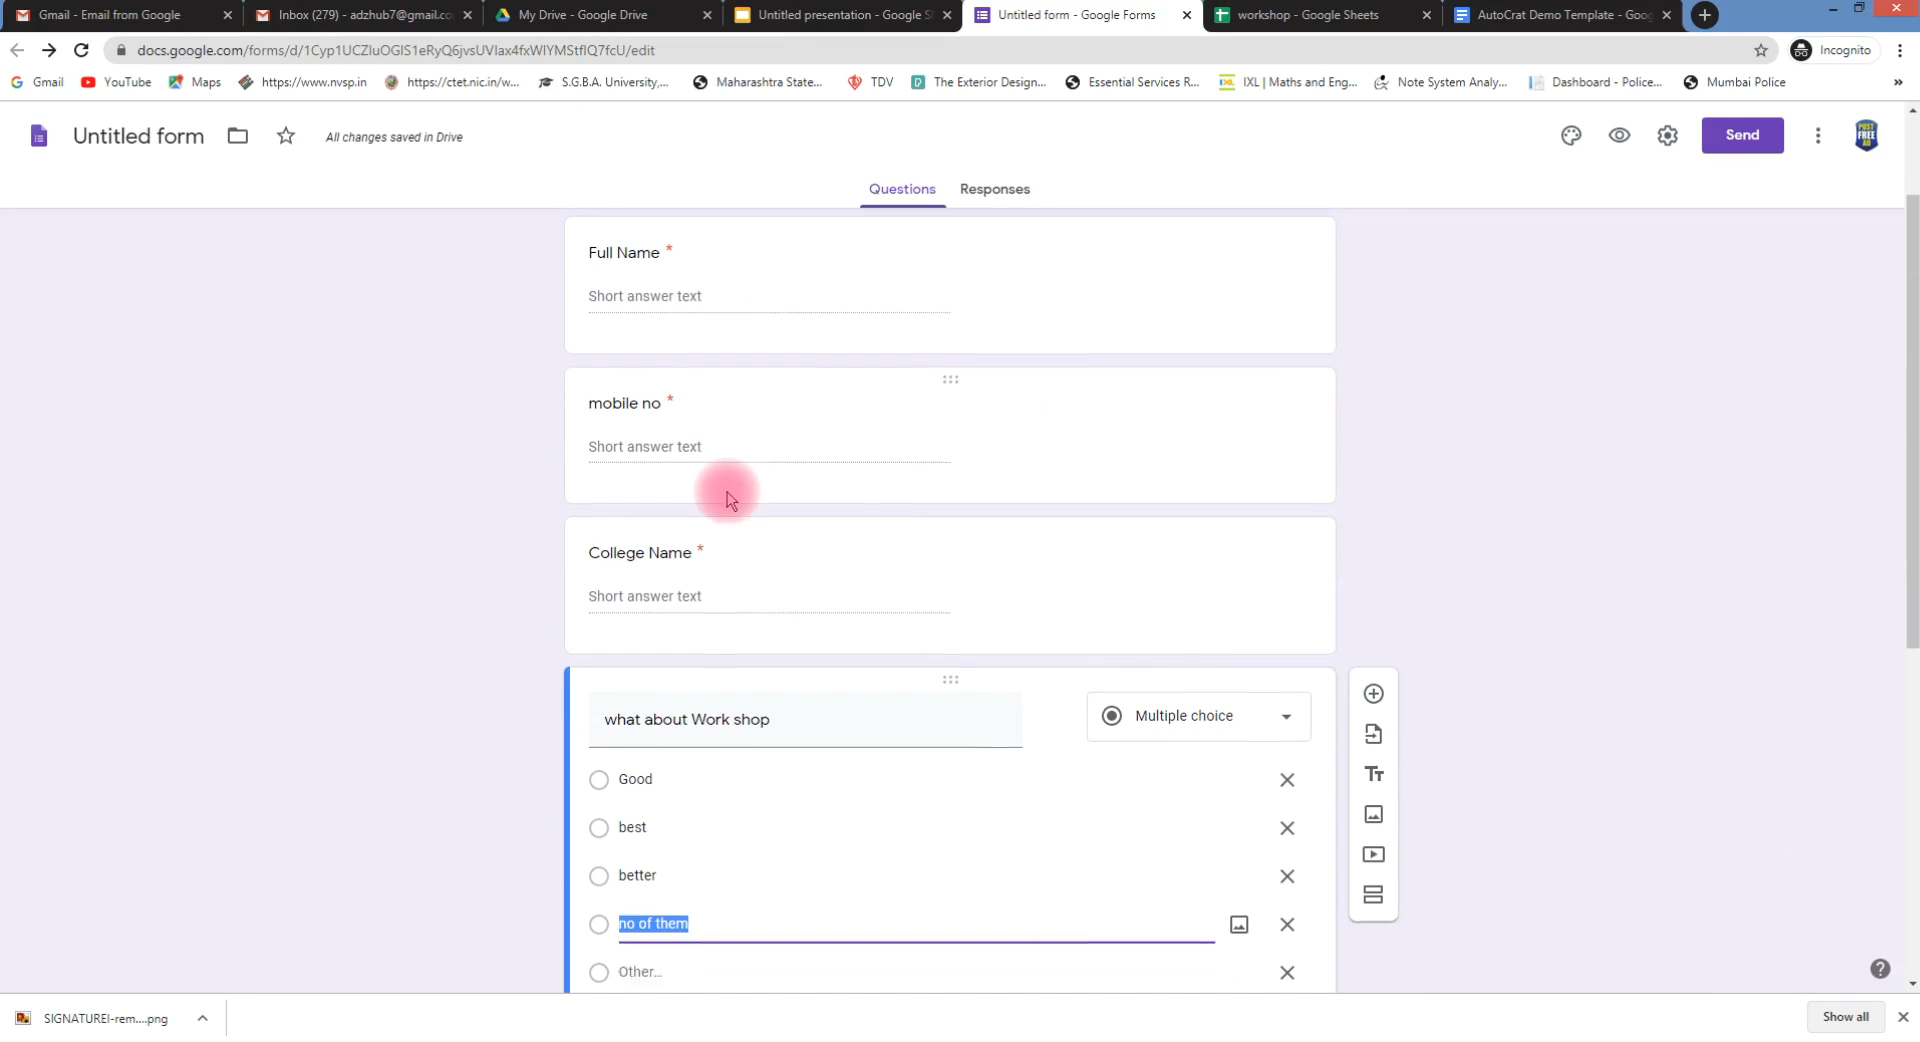 Gmail - Email from Google
Inbox (279) - adzhub7@gmail.co
My Drive - Google Drive
Untitled presentation - Google S
Untitled form - Google Forms
workshop - Google Sheets
AutoCrat Demo Template - Goog
docs.google.com/forms/d/1Cyp1UCZIuOGIS1eRyQ6jvsUVIax4fxWIYMStfIQ7fcU/edit
Incognito
Gmail
YouTube
Maps
https://www.nvsp.in
https://ctet.nic.in/w...
S.G.B.A. University,...
Maharashtra State...
TDV
The Exterior Design...
Essential Services R...
IXL | Maths and Eng...
Note System Analy...
Dashboard - Police...
Mumbai Police
»
Untitled form
All changes saved in Drive
Send
POST FREE AD
Questions
Responses
Full Name *
Short answer text
mobile no *
Short answer text
College Name *
Short answer text
what about Work shop
Multiple choice
Good
best
better
no of them
Other...
SIGNATUREI-rem....png
Show all